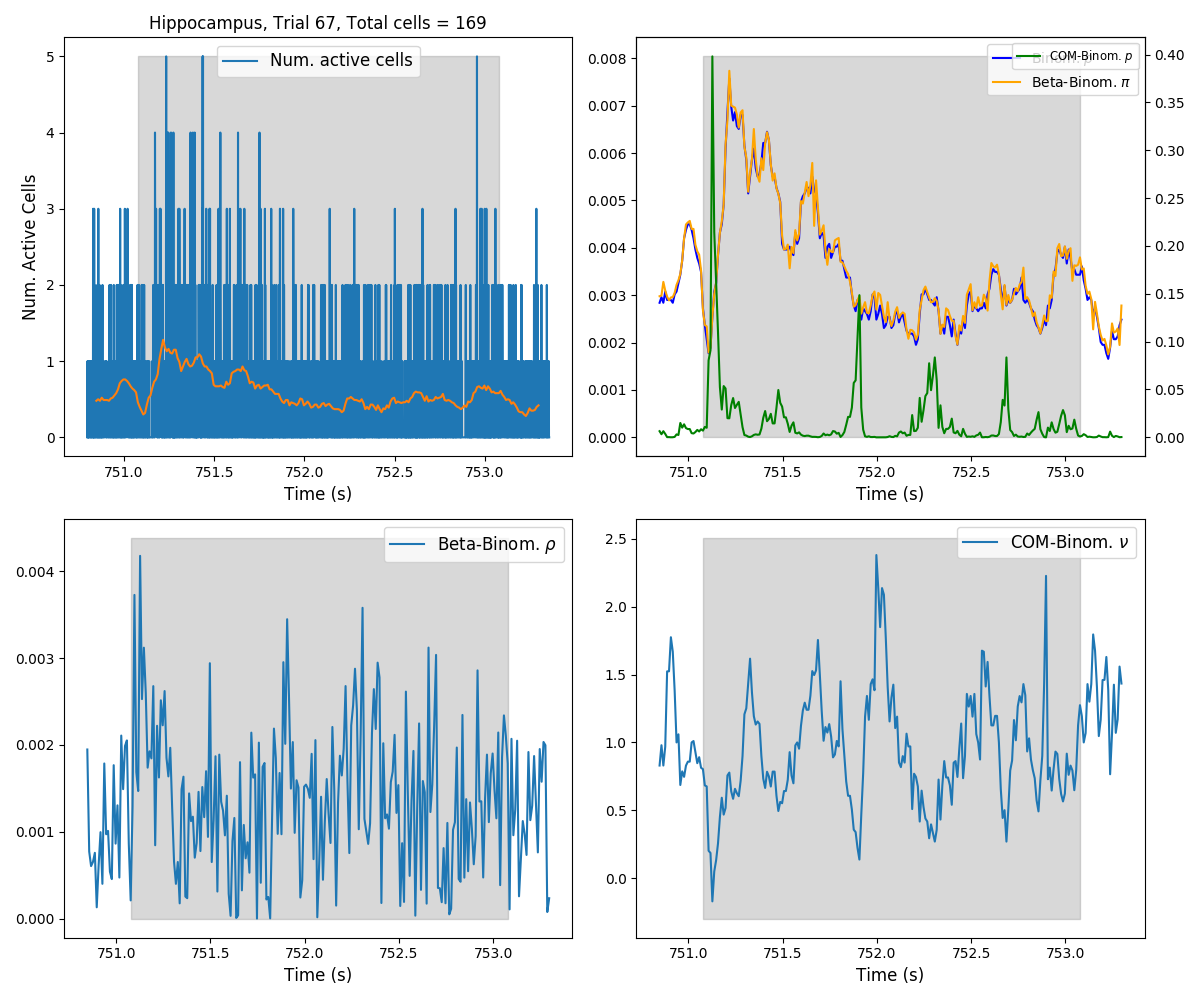 Hippocampus, Trial 67, Total cells = 169
Num. active cells
Num. Active Cells
5
4
3
2
1
0
751.0 751.5 752.0 752.5 753.0
Time (s)
COM-Binom. p
Binom. p
Beta-Binom. π
0.008
0.007
0.006
0.005
0.004
0.003
0.002
0.001
0.000
0.40
0.35
0.30
0.25
0.20
0.15
0.10
0.05
0.00
751.0 751.5 752.0 752.5 753.0
Time (s)
Beta-Binom. ρ
0.004
0.003
0.002
0.001
0.000
751.0 751.5 752.0 752.5 753.0
Time (s)
COM-Binom. ν
2.5
2.0
1.5
1.0
0.5
0.0
751.0 751.5 752.0 752.5 753.0
Time (s)